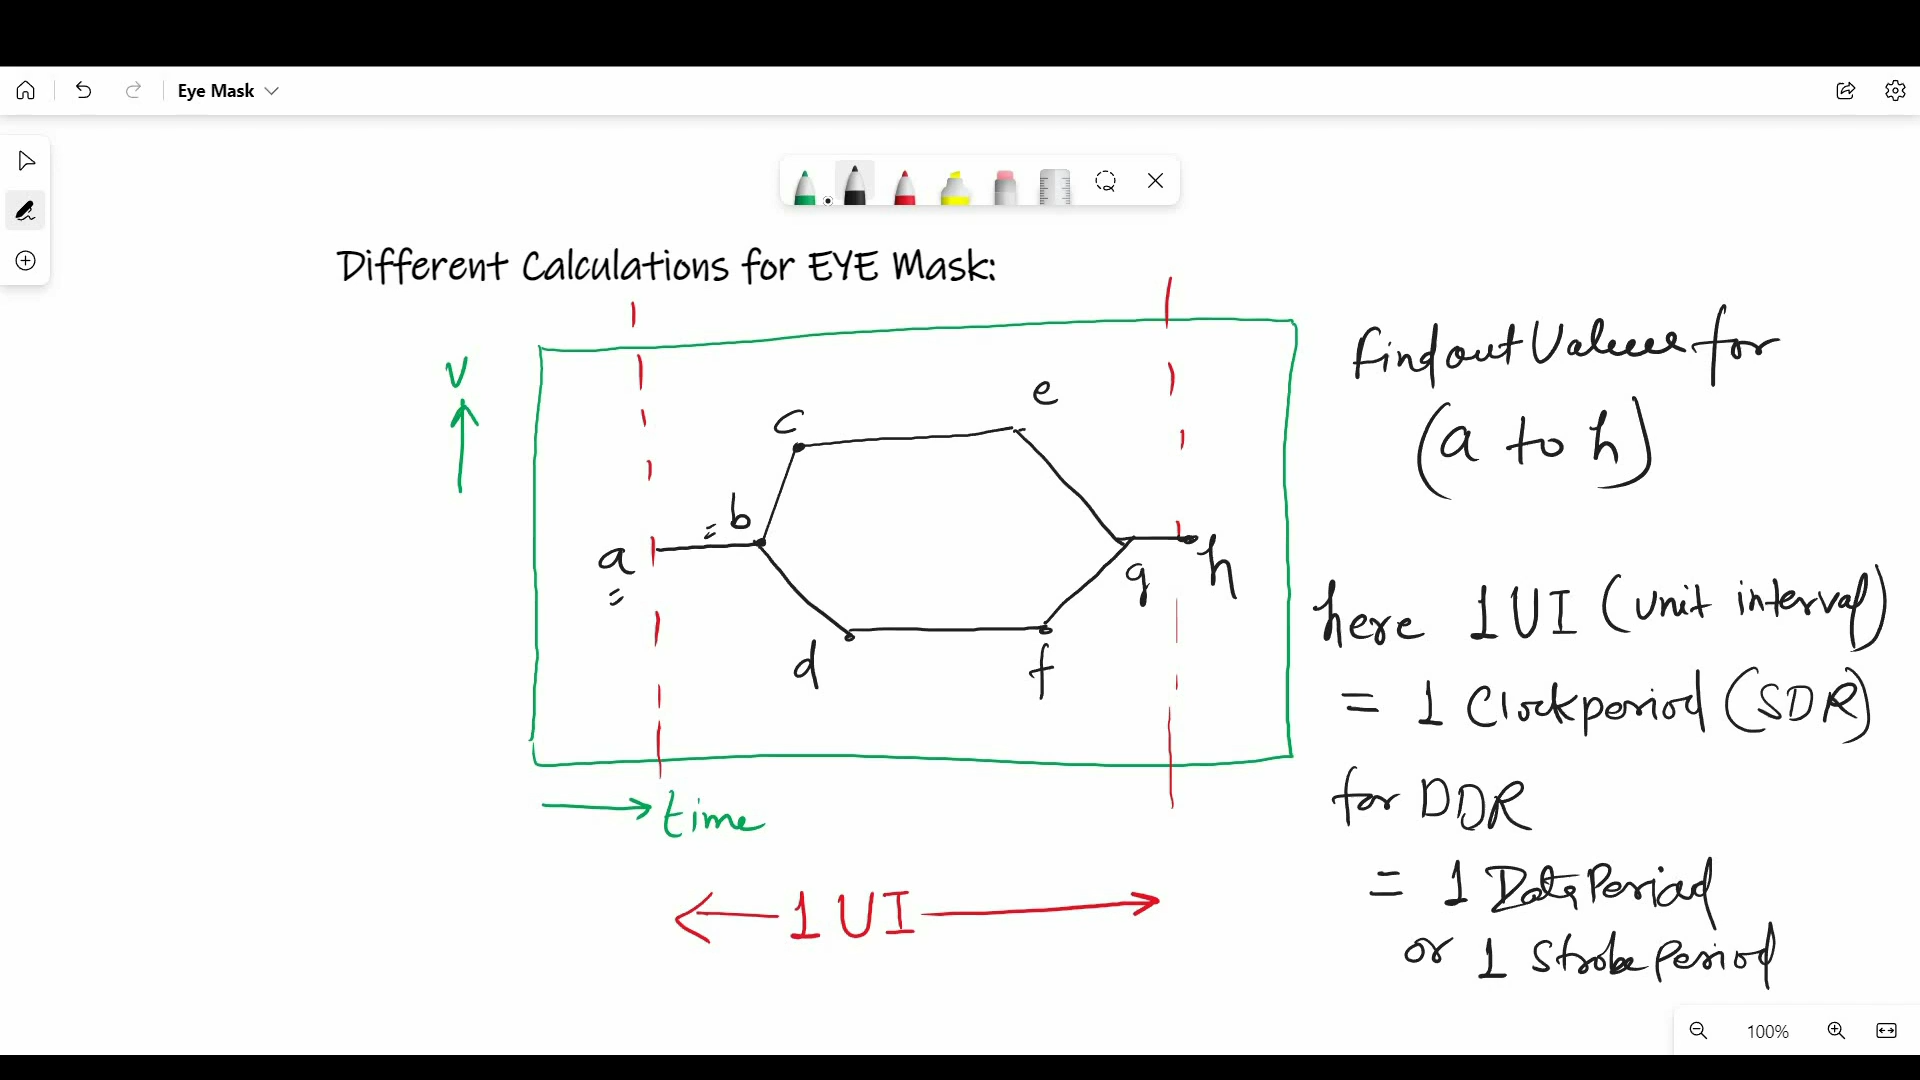 Eye Mask
Different Calculations for EYE Mask:
V
c
e
b
=
a
=
g
h
d
f
time
1 UI
Find out Values for
(a to h)
here 1 UI (unit interval)
= 1 Clock period (SDR)
for DDR
= 1 Data Period
or 1 Strobe Period
100%